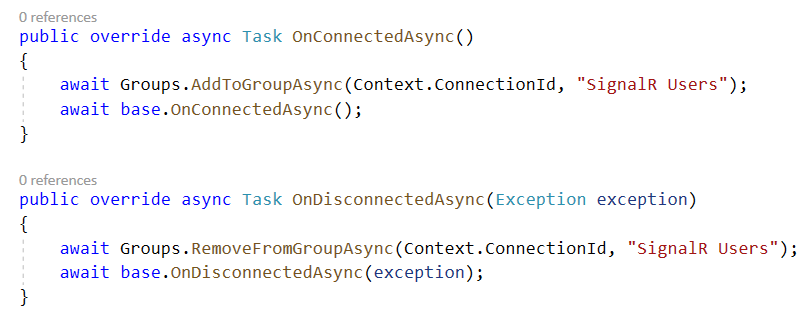 0 references
public override async Task OnConnectedAsync()
{
    await Groups.AddToGroupAsync(Context.ConnectionId, "SignalR Users");
    await base.OnConnectedAsync();
}
0 references
public override async Task OnDisconnectedAsync(Exception exception)
{
    await Groups.RemoveFromGroupAsync(Context.ConnectionId, "SignalR Users");
    await base.OnDisconnectedAsync(exception);
}